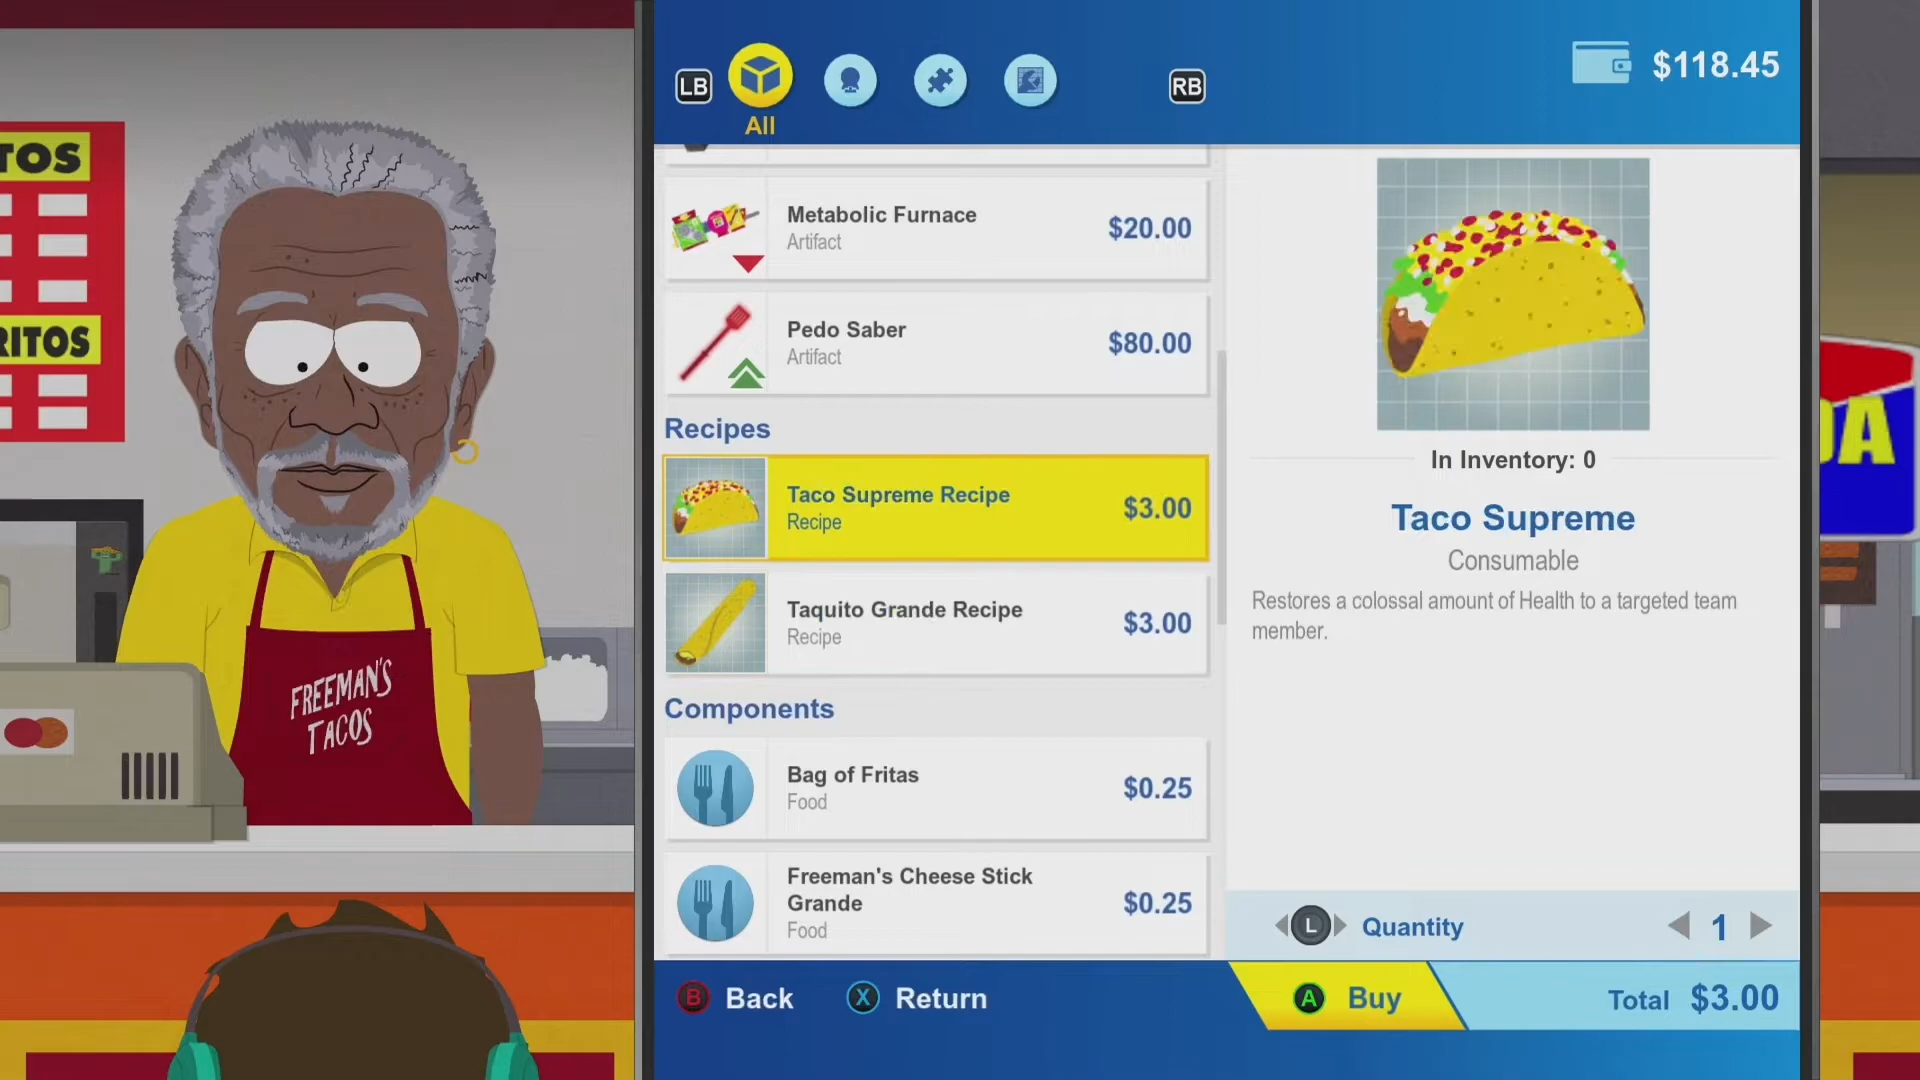 TOS
RITOS
FREEMAN'S
TACOS
LB
All
RB
$118.45
Metabolic Furnace
Artifact
$20.00
Pedo Saber
Artifact
$80.00
Recipes
Taco Supreme Recipe
Recipe
$3.00
Taquito Grande Recipe
Recipe
$3.00
Components
Bag of Fritas
Food
$0.25
Freeman's Cheese Stick
Grande
Food
$0.25
In Inventory: 0
Taco Supreme
Consumable
Restores a colossal amount of Health to a targeted team
member.
L Quantity 1
B Back
X Return
A Buy
Total $3.00
DA